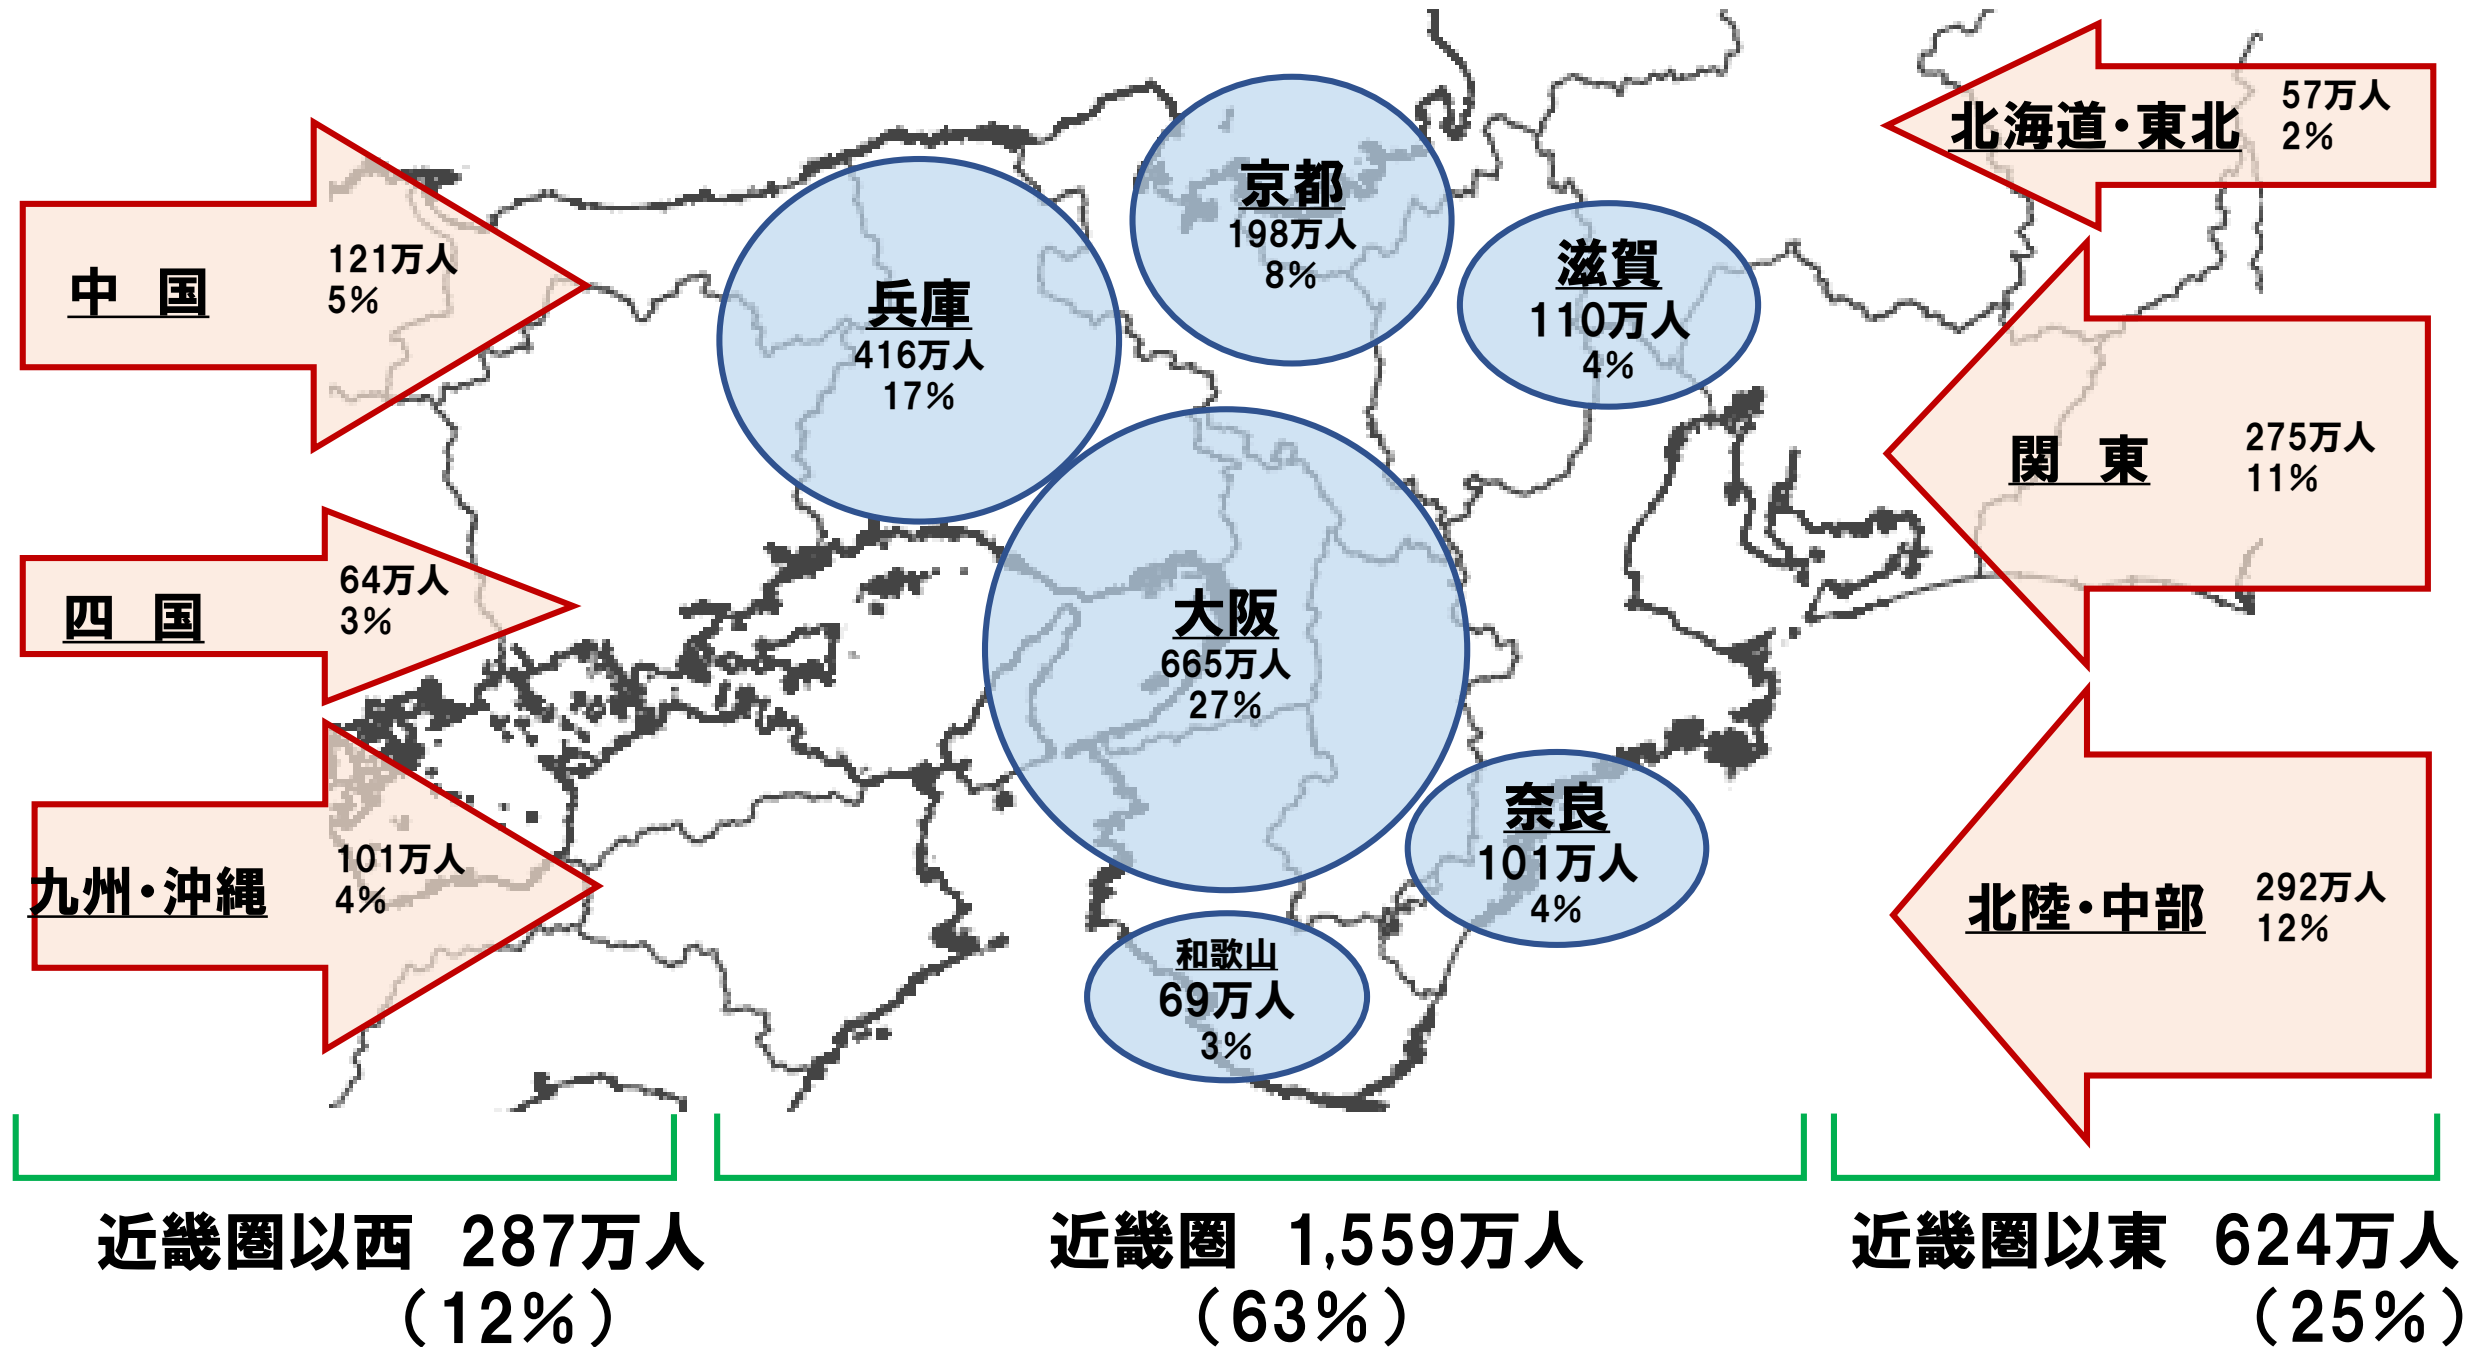 中　国
121万人
5％
四　国
64万人
3％
九州・沖縄
101万人
4％
兵庫
416万人
17％
京都
198万人
8％
滋賀
110万人
4％
大阪
665万人
27％
奈良
101万人
4％
和歌山
69万人
3％
北海道・東北
57万人
2％
関　東
275万人
11％
北陸・中部
292万人
12％
近畿圏以西　287万人
（12％）
近畿圏　1,559万人
（63％）
近畿圏以東　624万人
（25％）